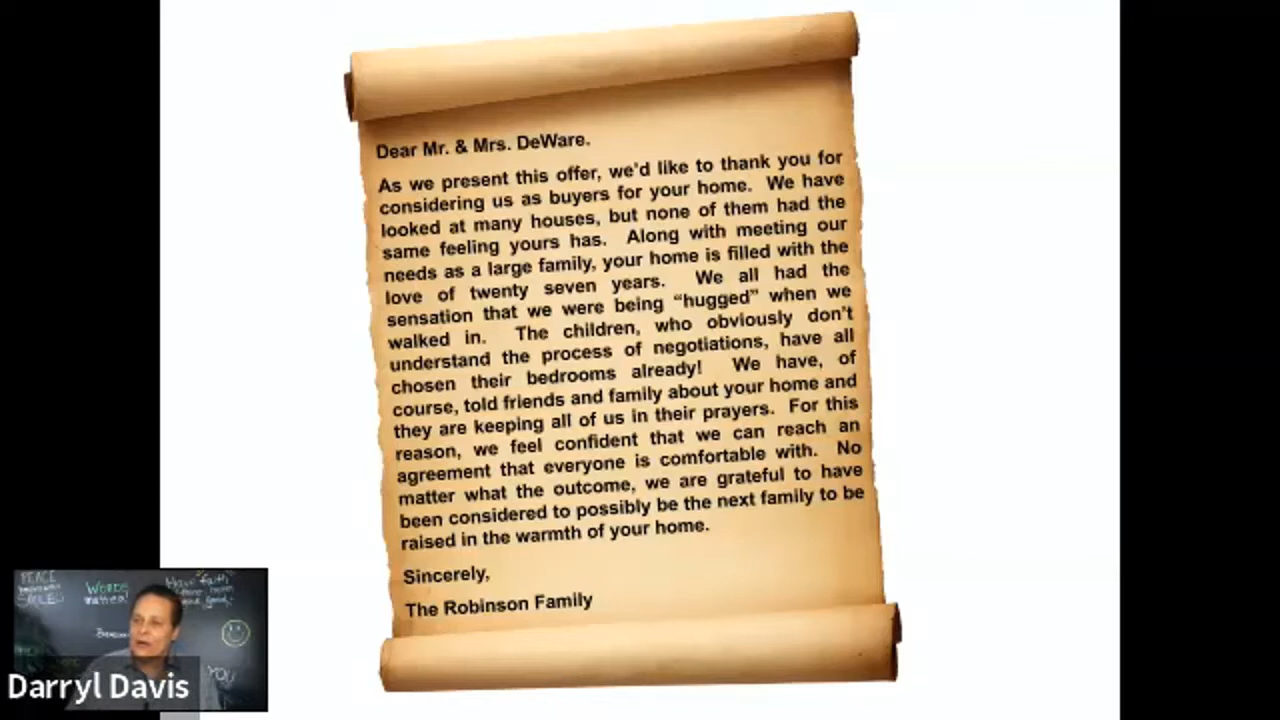 Dear Mr. & Mrs. DeWare.
As we present this offer, we'd like to thank you for
considering us as buyers for your home. We have
looked at many houses, but none of them had the
same feeling yours has. Along with meeting our
needs as a large family, your home is filled with the
love of twenty seven years. We all had the
sensation that we were being “hugged” when we
walked in. The children, who obviously don't
understand the process of negotiations, have all
chosen their bedrooms already! We have, of
course, told friends and family about your home and
they are keeping all of us in their prayers. For this
reason, we feel confident that we can reach an
agreement that everyone is comfortable with. No
matter what the outcome, we are grateful to have
been considered to possibly be the next family to be
raised in the warmth of your home.
Sincerely,
The Robinson Family
PEACE
SMILES
WORDS
matter!
Have faith
YOU
Darryl Davis